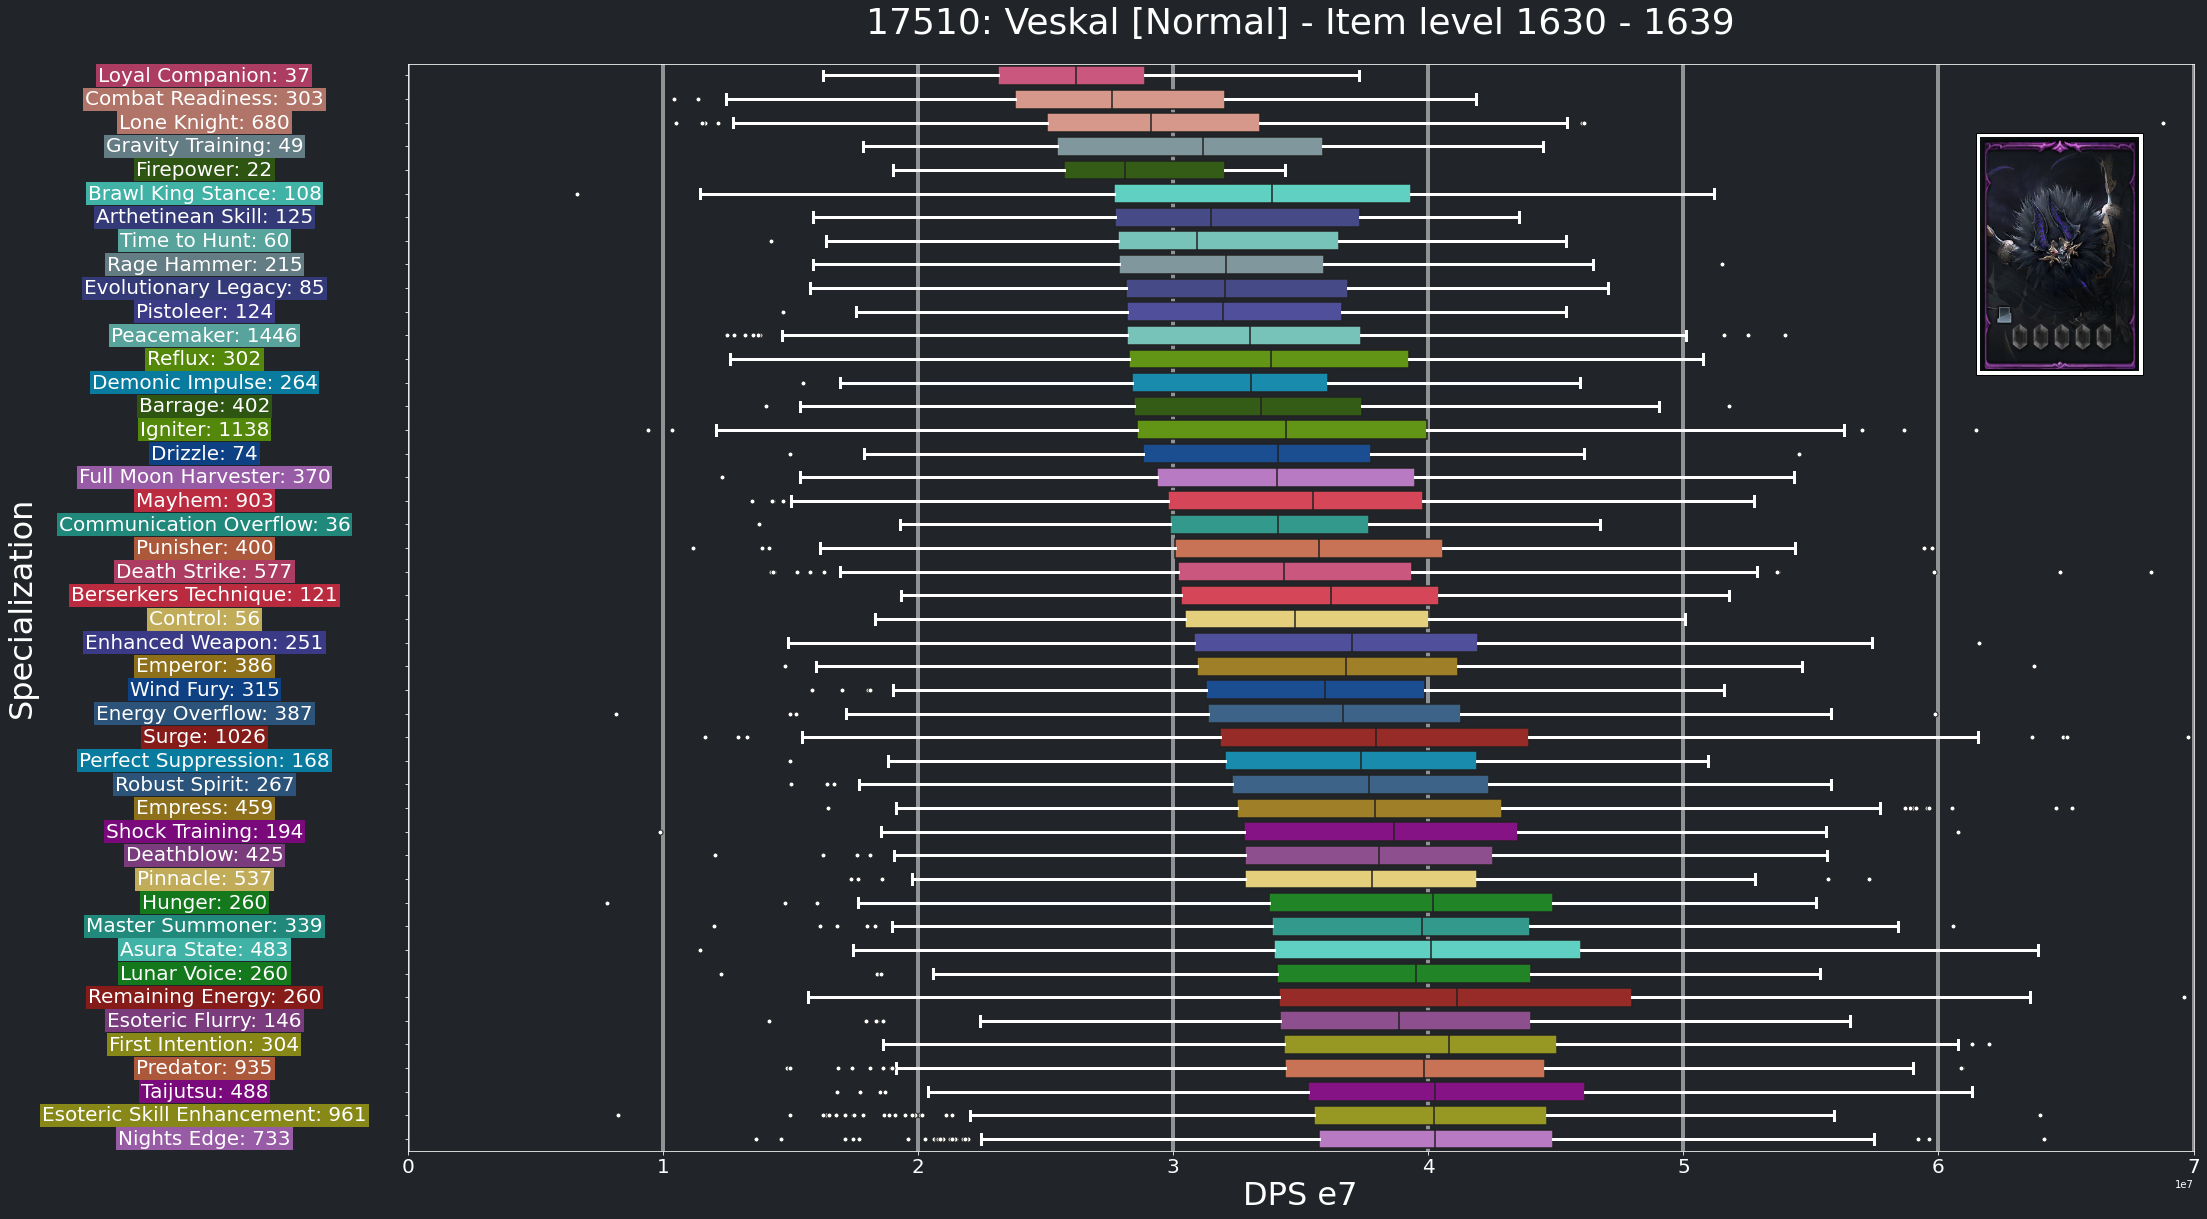 17510: Veskal [Normal] - Item level 1630 - 1639
Loyal Companion: 37
Combat Readiness: 303
Lone Knight: 680
Gravity Training: 49
Firepower: 22
Brawl King Stance: 108
Arthetinean Skill: 125
Time to Hunt: 60
Rage Hammer: 215
Evolutionary Legacy: 85
Pistoleer: 124
Peacemaker: 1446
Reflux: 302
Demonic Impulse: 264
Barrage: 402
Igniter: 1138
Drizzle: 74
Full Moon Harvester: 370
Mayhem: 903
Communication Overflow: 36
Punisher: 400
Death Strike: 577
Berserkers Technique: 121
Control: 56
Enhanced Weapon: 251
Emperor: 386
Wind Fury: 315
Energy Overflow: 387
Surge: 1026
Perfect Suppression: 168
Robust Spirit: 267
Empress: 459
Shock Training: 194
Deathblow: 425
Pinnacle: 537
Hunger: 260
Master Summoner: 339
Asura State: 483
Lunar Voice: 260
Remaining Energy: 260
Esoteric Flurry: 146
First Intention: 304
Predator: 935
Taijutsu: 488
Esoteric Skill Enhancement: 961
Nights Edge: 733
Specialization
0 1 2 3 4 5 6 7
DPS e7
1e7